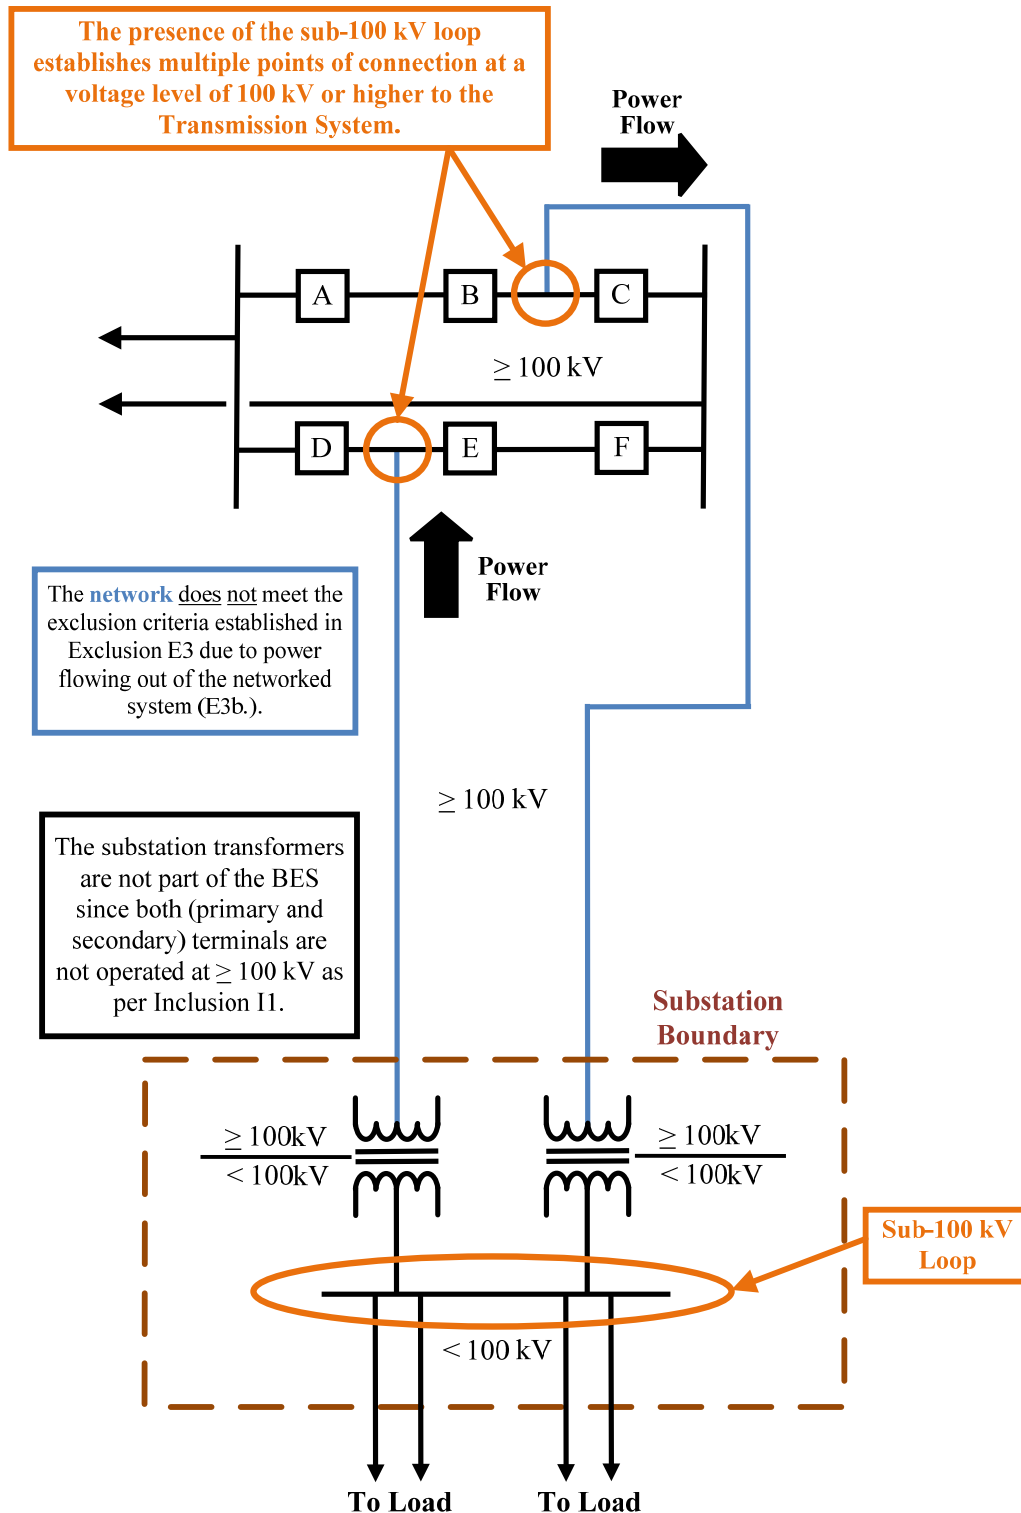 The presence of the sub-100 kV loop
establishes multiple points of connection at a
voltage level of 100 kV or higher to the
Transmission System.
Power
Flow
A
B
C
≥ 100 kV
D
E
F
Power
Flow
The network does not meet the
exclusion criteria established in
Exclusion E3 due to power
flowing out of the networked
system (E3b.).
≥ 100 kV
The substation transformers
are not part of the BES
since both (primary and
secondary) terminals are
not operated at ≥ 100 kV as
per Inclusion I1.
Substation
Boundary
≥ 100kV
< 100kV
≥ 100kV
< 100kV
Sub-100 kV
Loop
< 100 kV
To Load
To Load